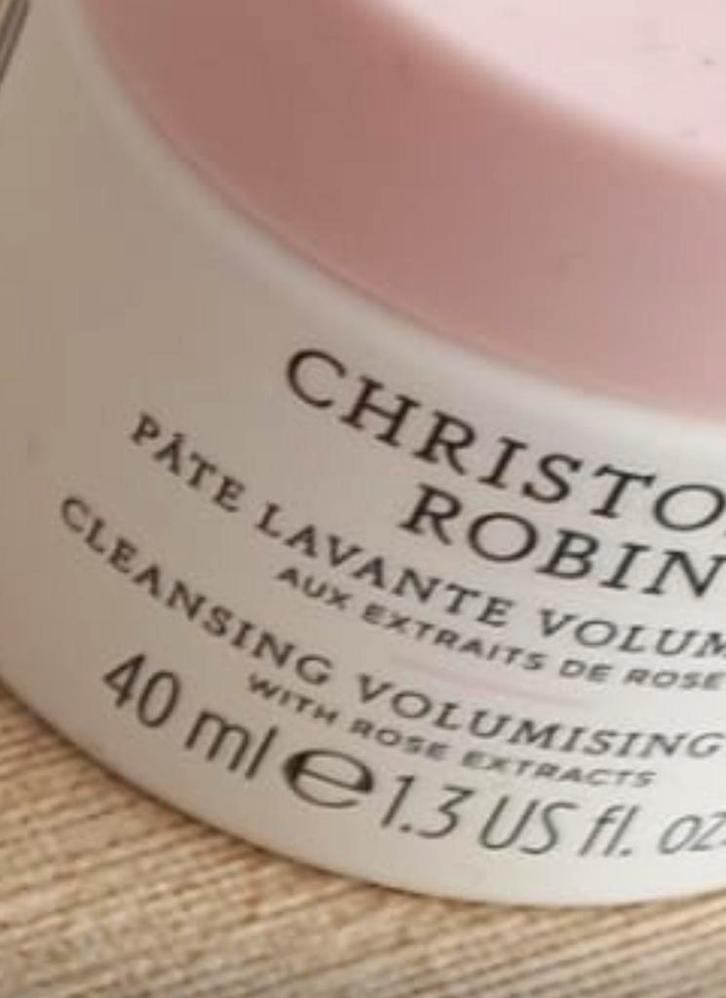 CHRISTO
ROBIN
PÂTE LAVANTE VOLUM
AUX EXTRAITS DE ROSE
CLEANSING VOLUMISING
WITH ROSE EXTRACTS
40 ml ℮ 1.3 US fl. oz